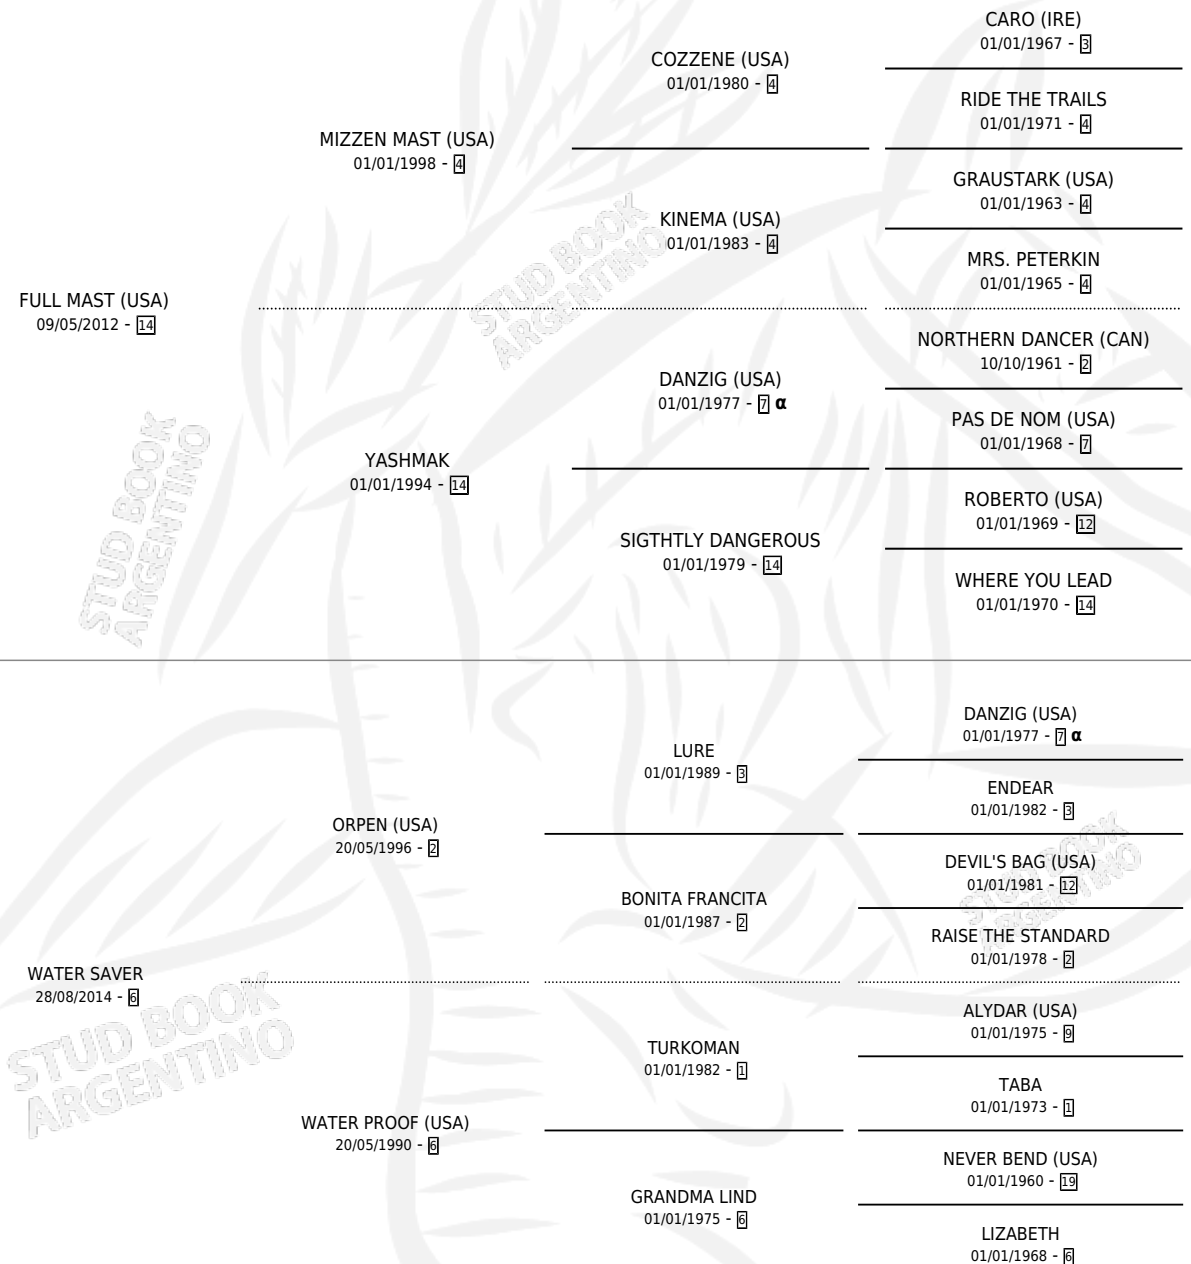 CARO (IRE)
01/01/1967 - 3
COZZENE (USA)
01/01/1980 - 4
RIDE THE TRAILS
01/01/1971 - 4
MIZZEN MAST (USA)
01/01/1998 - 4
GRAUSTARK (USA)
01/01/1963 - 4
KINEMA (USA)
01/01/1983 - 4
MRS. PETERKIN
01/01/1965 - 4
FULL MAST (USA)
09/05/2012 - 14
NORTHERN DANCER (CAN)
10/10/1961 - 2
DANZIG (USA)
01/01/1977 - 7 α
PAS DE NOM (USA)
01/01/1968 - 7
YASHMAK
01/01/1994 - 14
ROBERTO (USA)
01/01/1969 - 12
SIGTHTLY DANGEROUS
01/01/1979 - 14
WHERE YOU LEAD
01/01/1970 - 14
DANZIG (USA)
01/01/1977 - 7 α
LURE
01/01/1989 - 3
ENDEAR
01/01/1982 - 3
ORPEN (USA)
20/05/1996 - 2
DEVIL'S BAG (USA)
01/01/1981 - 12
BONITA FRANCITA
01/01/1987 - 2
RAISE THE STANDARD
01/01/1978 - 2
WATER SAVER
28/08/2014 - 6
ALYDAR (USA)
01/01/1975 - 9
TURKOMAN
01/01/1982 - 1
TABA
01/01/1973 - 1
WATER PROOF (USA)
20/05/1990 - 6
NEVER BEND (USA)
01/01/1960 - 19
GRANDMA LIND
01/01/1975 - 6
LIZABETH
01/01/1968 - 6
STUD BOOK
ARGENTINO
STUD BOOK
ARGENTINO
STUD BOOK
ARGENTINO
STUD BOOK
ARGENTINO